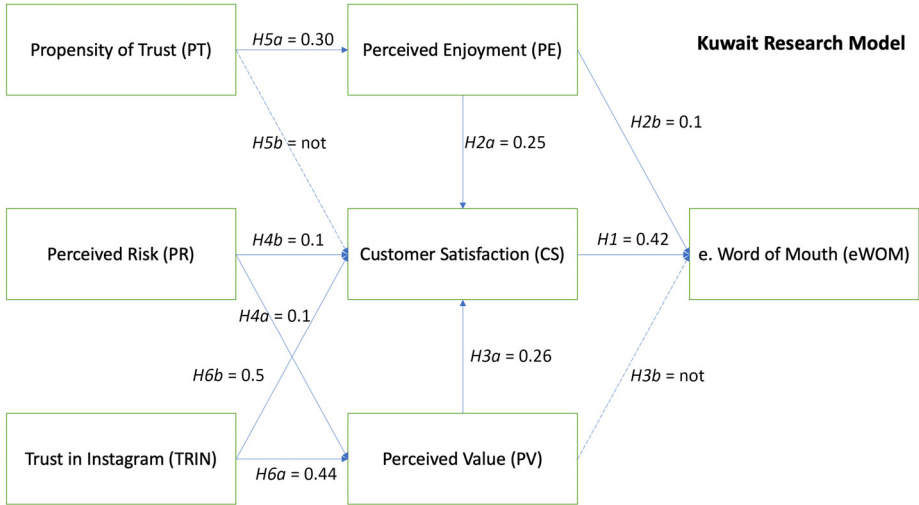 Kuwait Research Model
Propensity of Trust (PT)
H5a = 0.30
Perceived Enjoyment (PE)
H2b = 0.1
H5b = not
H2a = 0.25
Perceived Risk (PR)
H4b = 0.1
Customer Satisfaction (CS)
H1 = 0.42
e. Word of Mouth (eWOM)
H4a = 0.1
H3a = 0.26
H6b = 0.5
H3b = not
Trust in Instagram (TRIN)
H6a = 0.44
Perceived Value (PV)